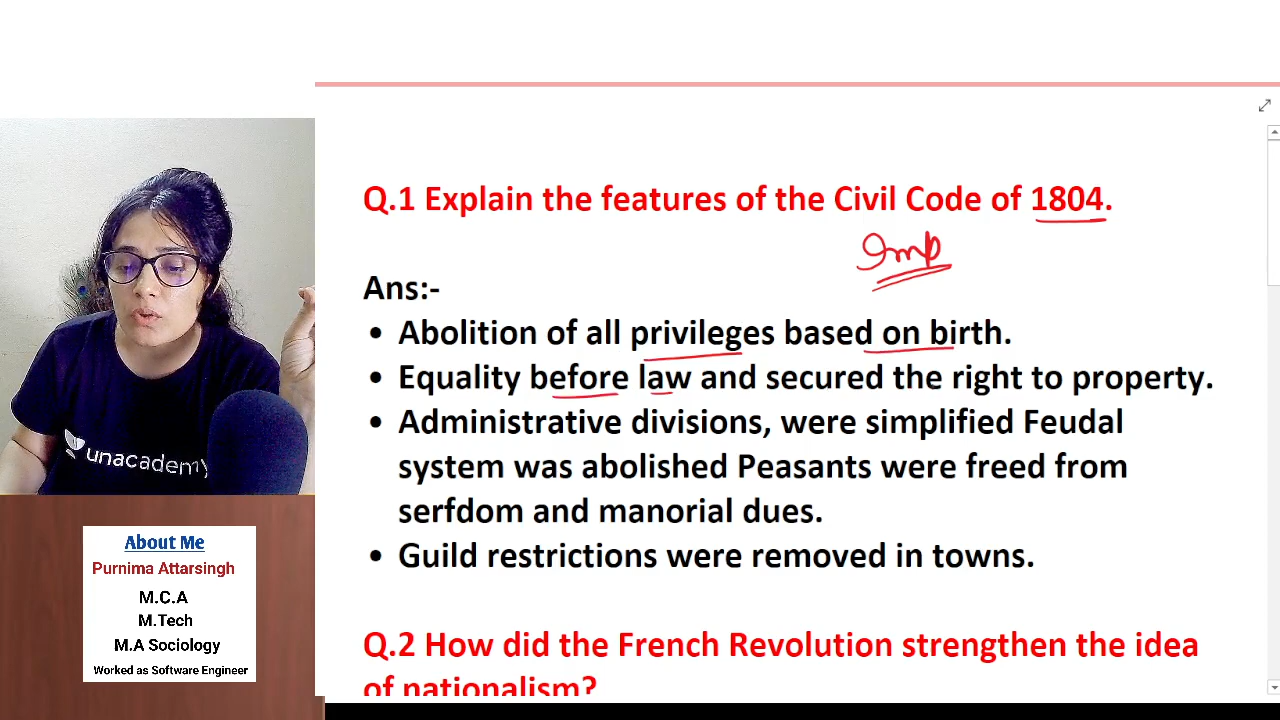 Q.1 Explain the features of the Civil Code of 1804.
Imp
Ans:-
• Abolition of all privileges based on birth.
• Equality before law and secured the right to property.
• Administrative divisions, were simplified Feudal
system was abolished Peasants were freed from
serfdom and manorial dues.
• Guild restrictions were removed in towns.
Q.2 How did the French Revolution strengthen the idea
of nationalism?
unacademy
About Me
Purnima Attarsingh
M.C.A
M.Tech
M.A Sociology
Worked as Software Engineer